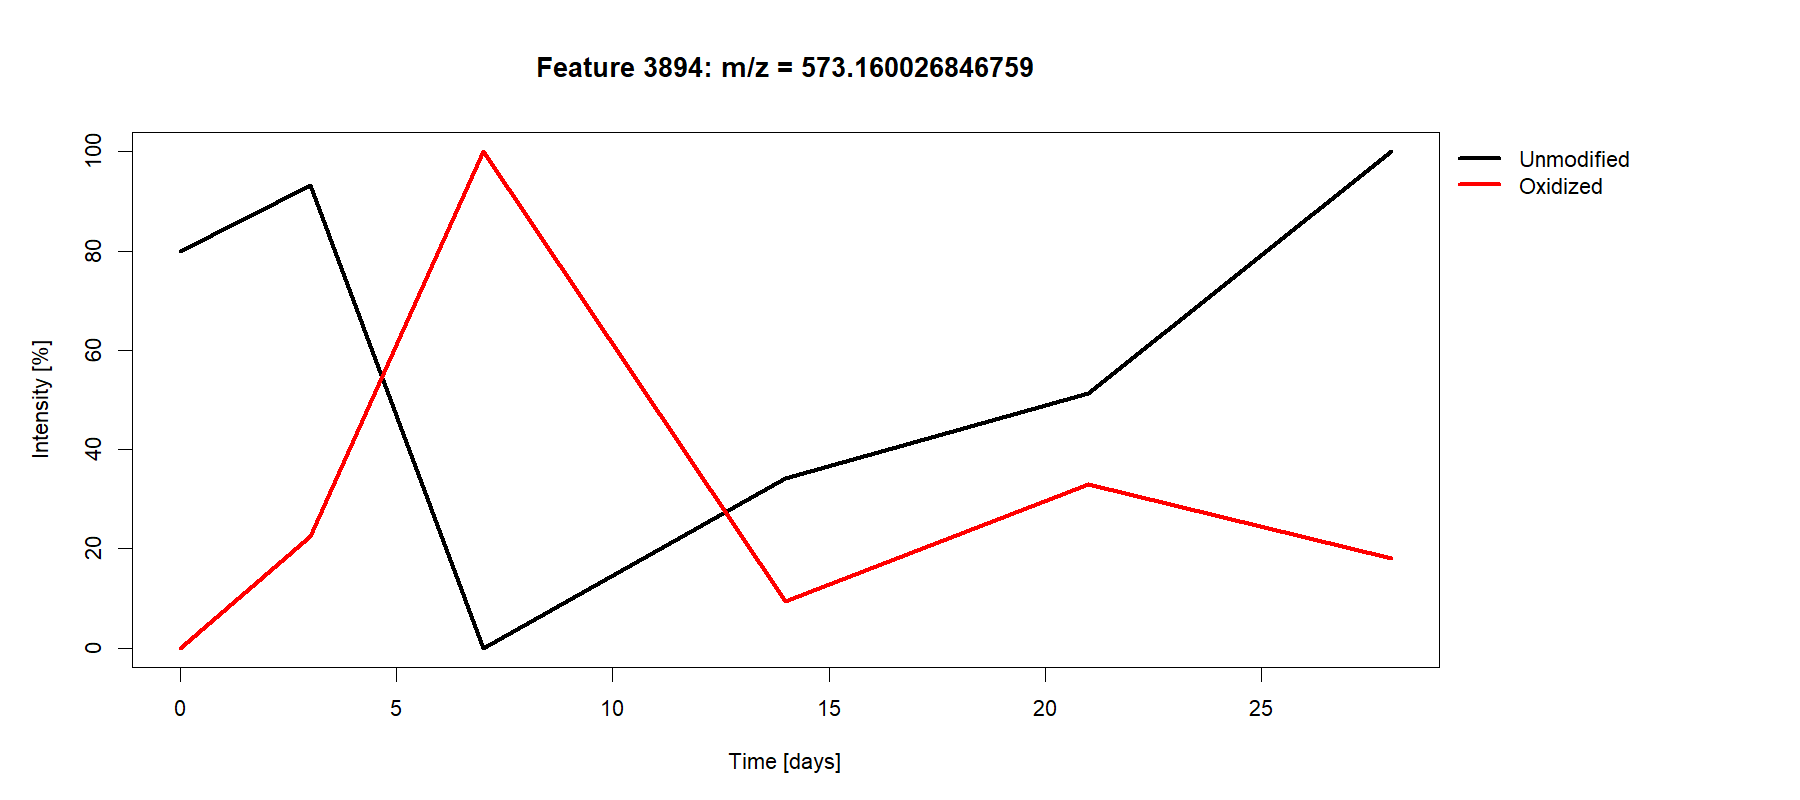 Feature 3894: m/z = 573.160026846759
Unmodified
Oxidized
Intensity [%]
100
80
60
40
20
0
0 5 10 15 20 25
Time [days]